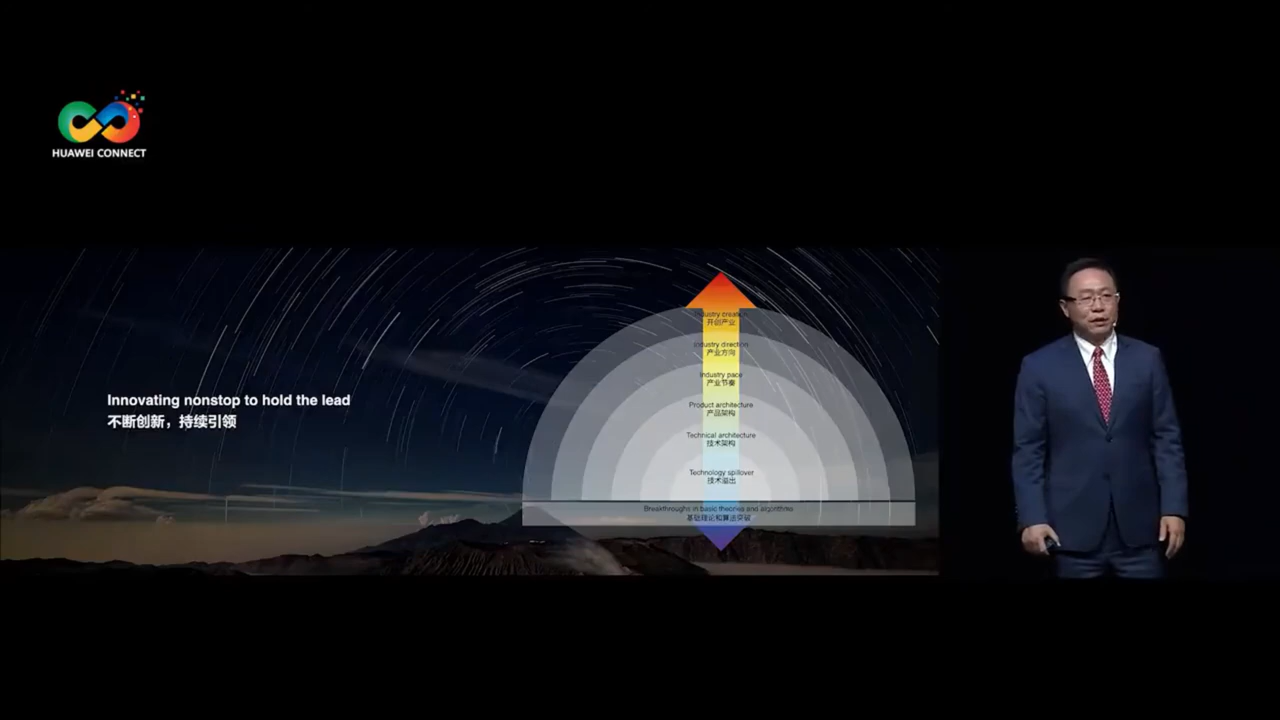 HUAWEI CONNECT
Innovating nonstop to hold the lead
不断创新，持续引领
Industry creation
开创产业
Industry direction
产业方向
Industry pace
产业节奏
Product architecture
产品架构
Technical architecture
技术架构
Technology spillover
技术溢出
Breakthroughs in basic theories and algorithms
基础理论和算法突破